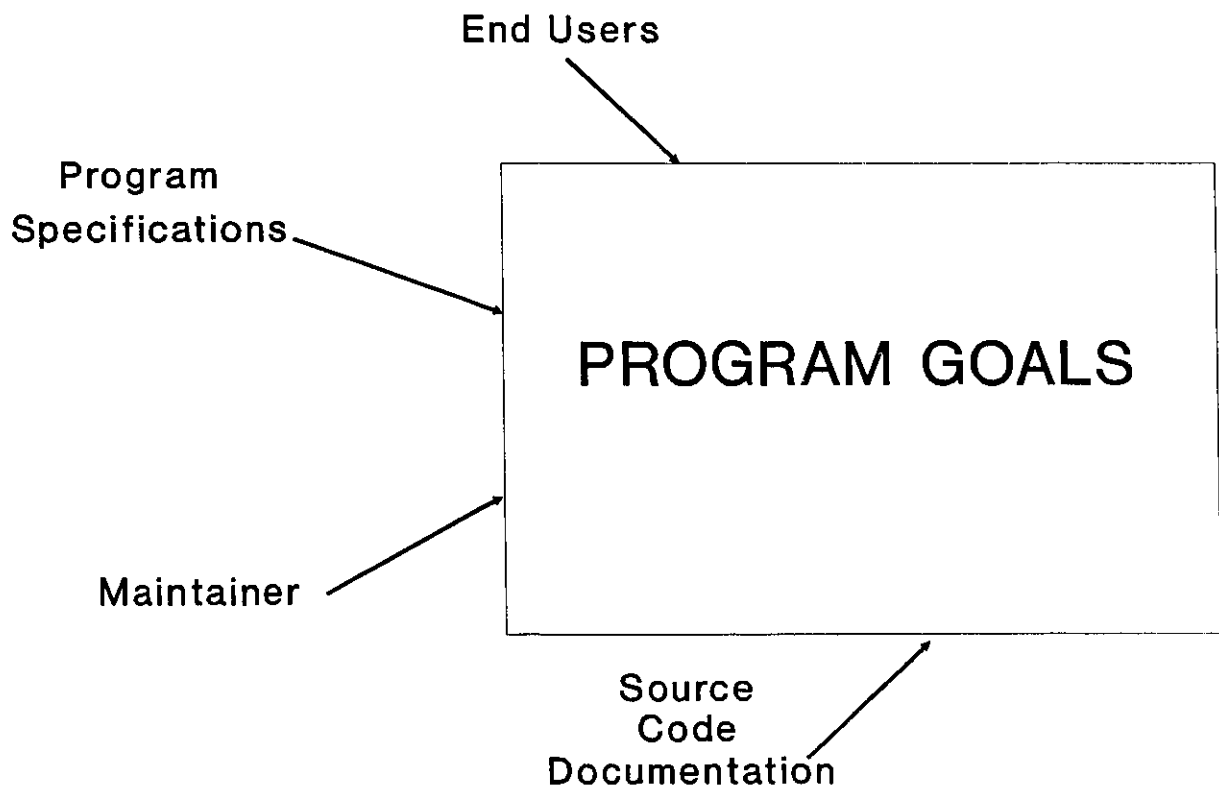 End Users
Program
Specifications
PROGRAM GOALS
Maintainer
Source
Code
Documentation